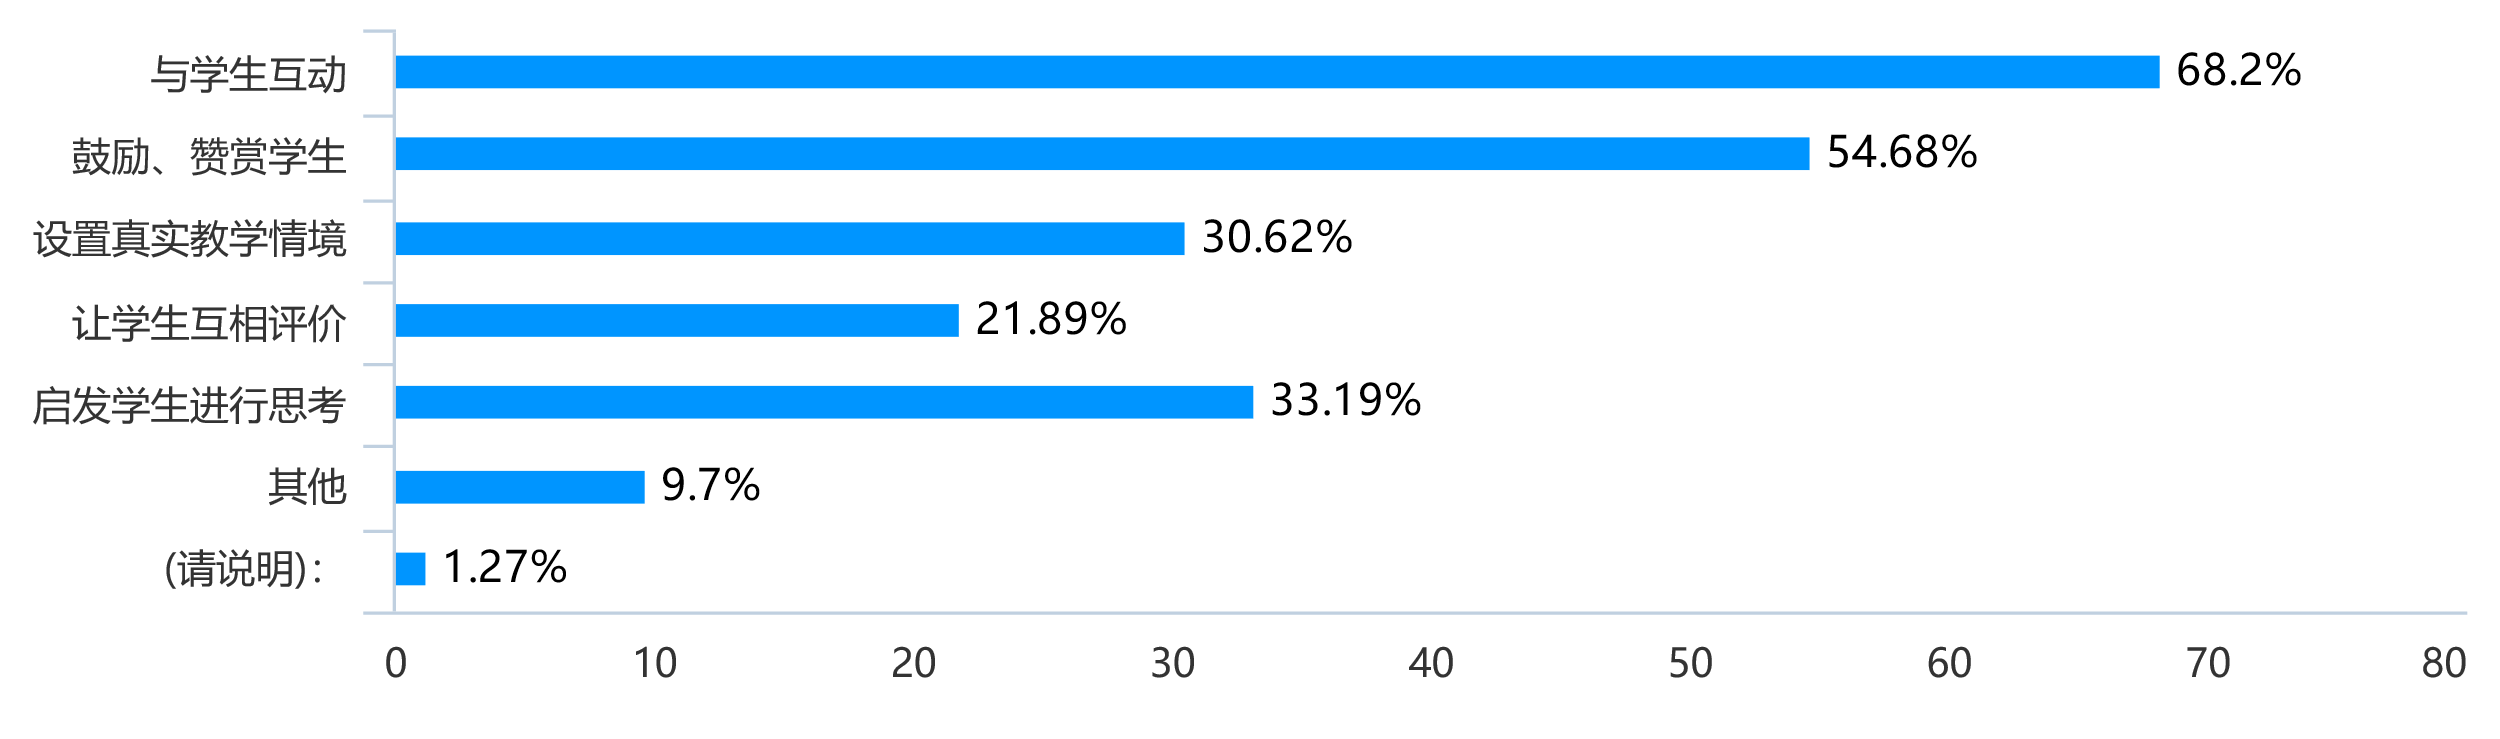 与学生互动 68.2%
鼓励、赞赏学生 54.68%
设置真实教学情境 30.62%
让学生互相评价 21.89%
启发学生进行思考 33.19%
其他 9.7%
(请说明): 1.27%
0 10 20 30 40 50 60 70 80